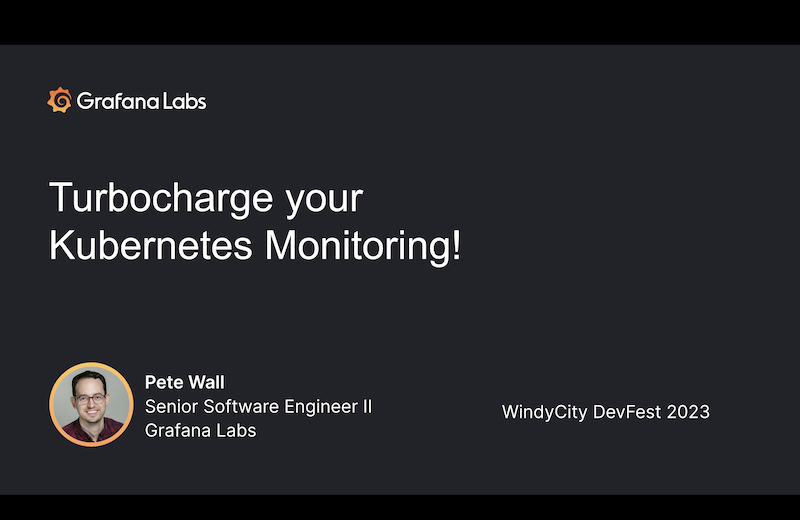 Grafana Labs
Turbocharge your
Kubernetes Monitoring!
Pete Wall
Senior Software Engineer II
Grafana Labs
WindyCity DevFest 2023